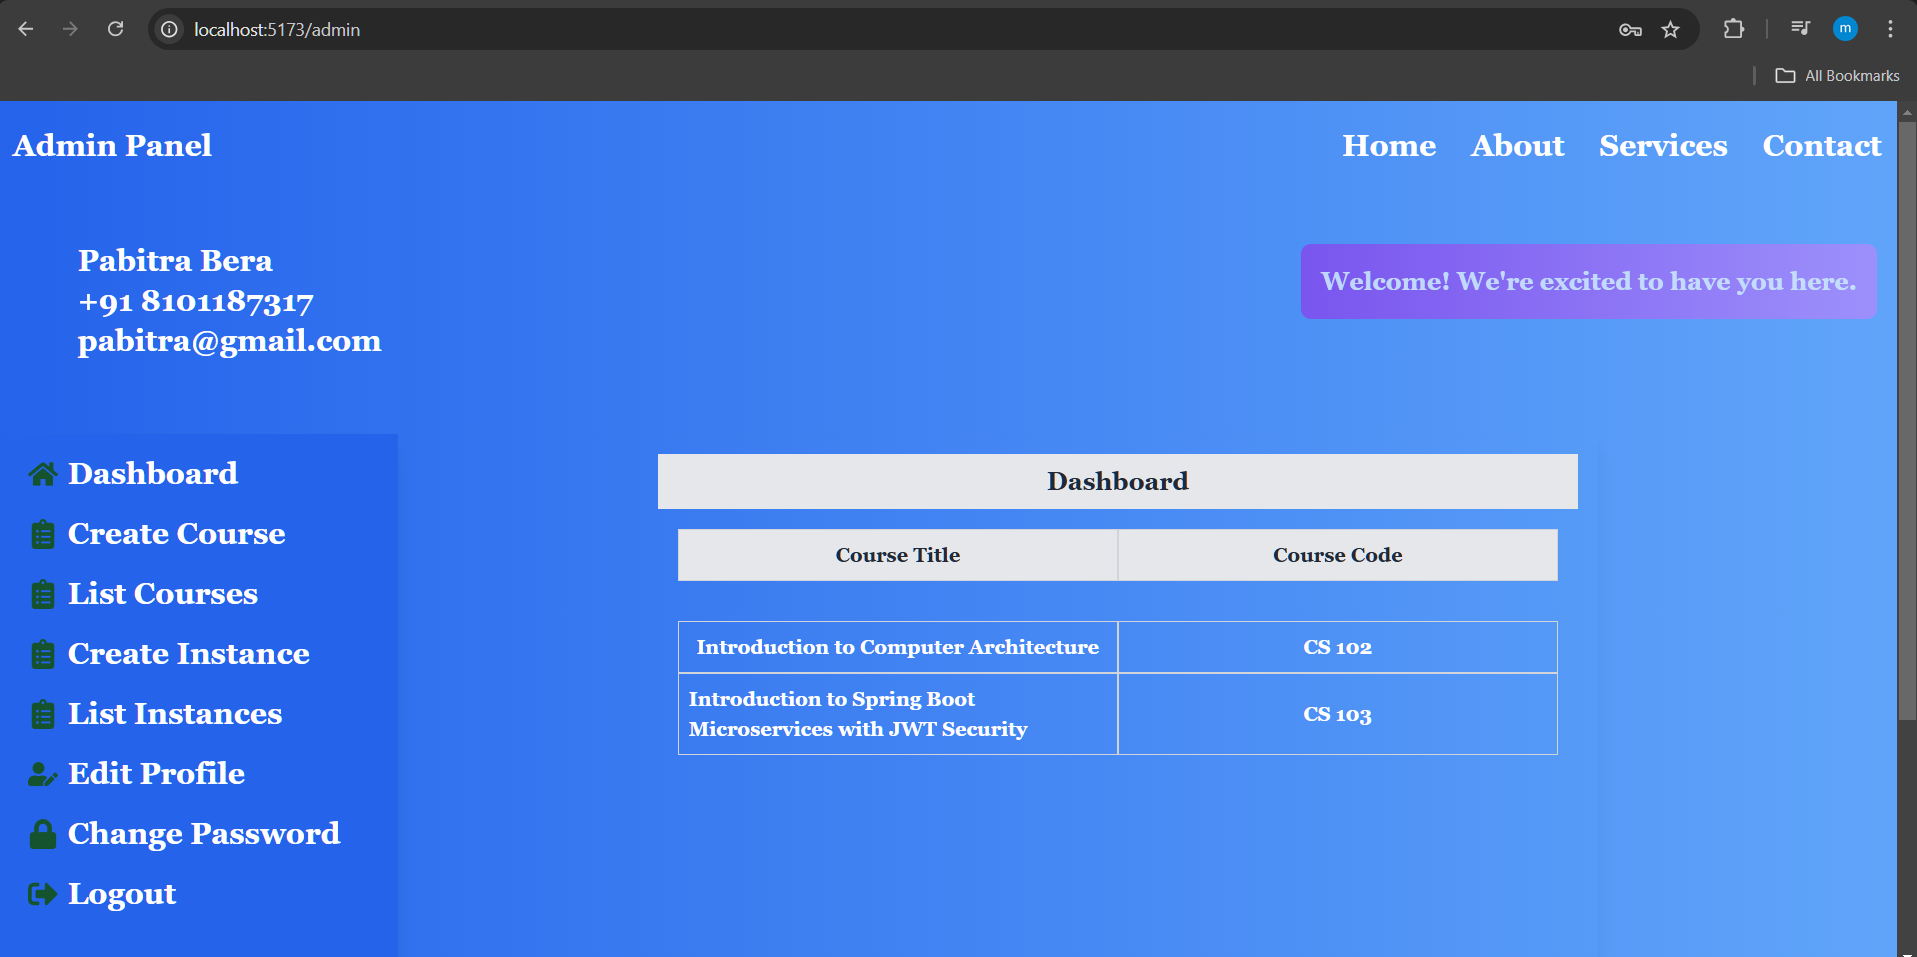 localhost:5173/admin
m
All Bookmarks
Admin Panel
Home About Services Contact
Pabitra Bera
+91 8101187317
pabitra@gmail.com
Welcome! We're excited to have you here.
Dashboard
Create Course
List Courses
Create Instance
List Instances
Edit Profile
Change Password
Logout
Dashboard
Course Title Course Code
Introduction to Computer Architecture CS 102
Introduction to Spring Boot
Microservices with JWT Security CS 103